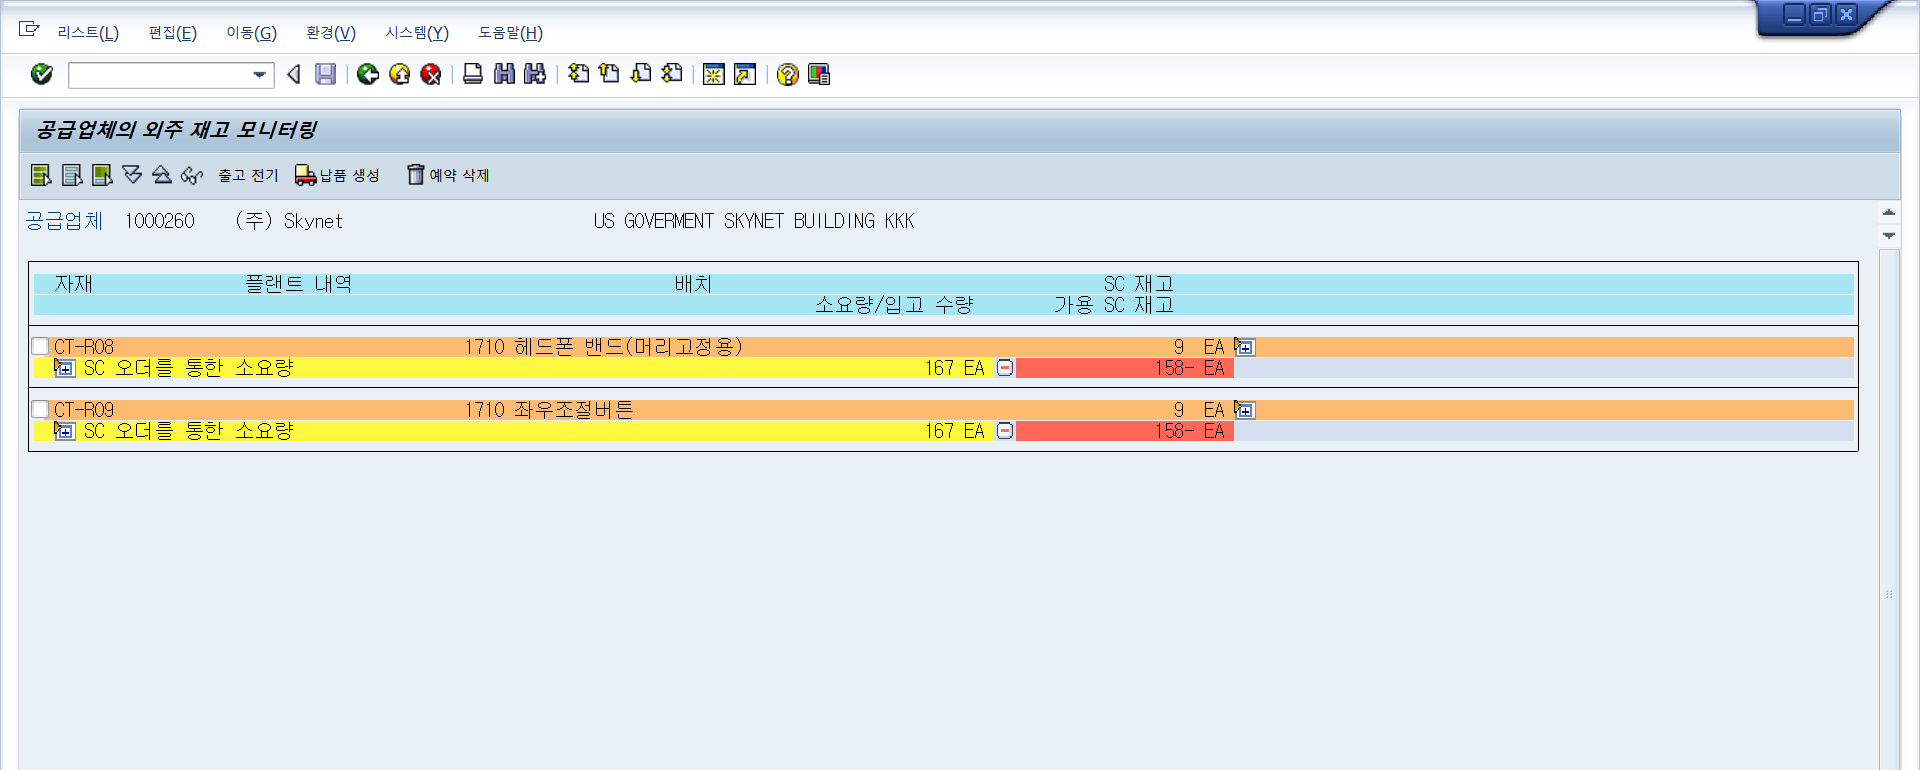 리스트(L) 편집(E) 이동(G) 환경(V) 시스템(Y) 도움말(H)
공급업체의 외주 재고 모니터링
출고 전기 납품 생성 예약 삭제
공급업체 1000260 (주) Skynet US GOVERMENT SKYNET BUILDING KKK
자재 플랜트 내역 배치 SC 재고
소요량/입고 수량 가용 SC 재고
CT-R08 1710 헤드폰 밴드(머리고정용) 9 EA
SC 오더를 통한 소요량 167 EA 158- EA
CT-R09 1710 좌우조절버튼 9 EA
SC 오더를 통한 소요량 167 EA 158- EA